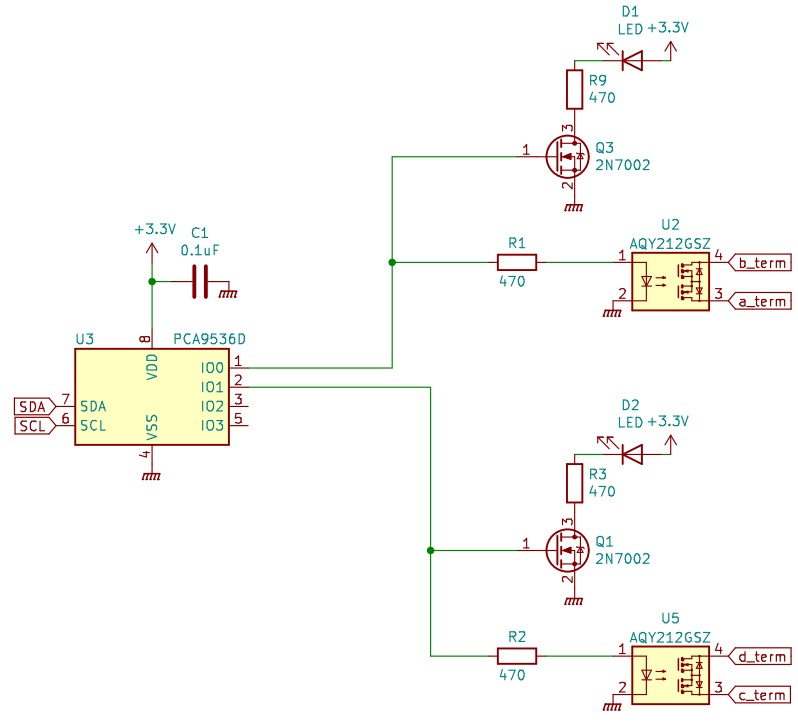 D1
LED +3.3V
R9
470
3
1
Q3
2N7002
2
+3.3V
C1
0.1uF
R1
470
U2
AQY212GSZ
1
4
b_term
2
3
a_term
U3
8
PCA9536D
VDD
IO0
1
IO1
2
SDA
7
SDA
IO2
3
SCL
6
SCL
VSS
IO3
5
4
D2
LED +3.3V
R3
470
3
1
Q1
2N7002
2
R2
470
U5
AQY212GSZ
1
4
d_term
2
3
c_term